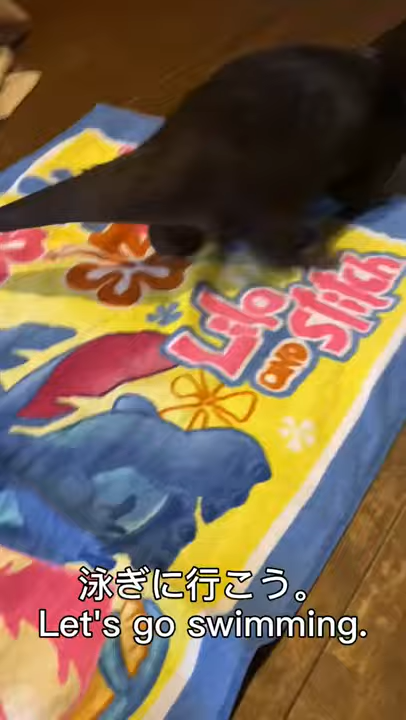 Lilo
AND
Stitch
泳ぎに行こう。
Let's go swimming.